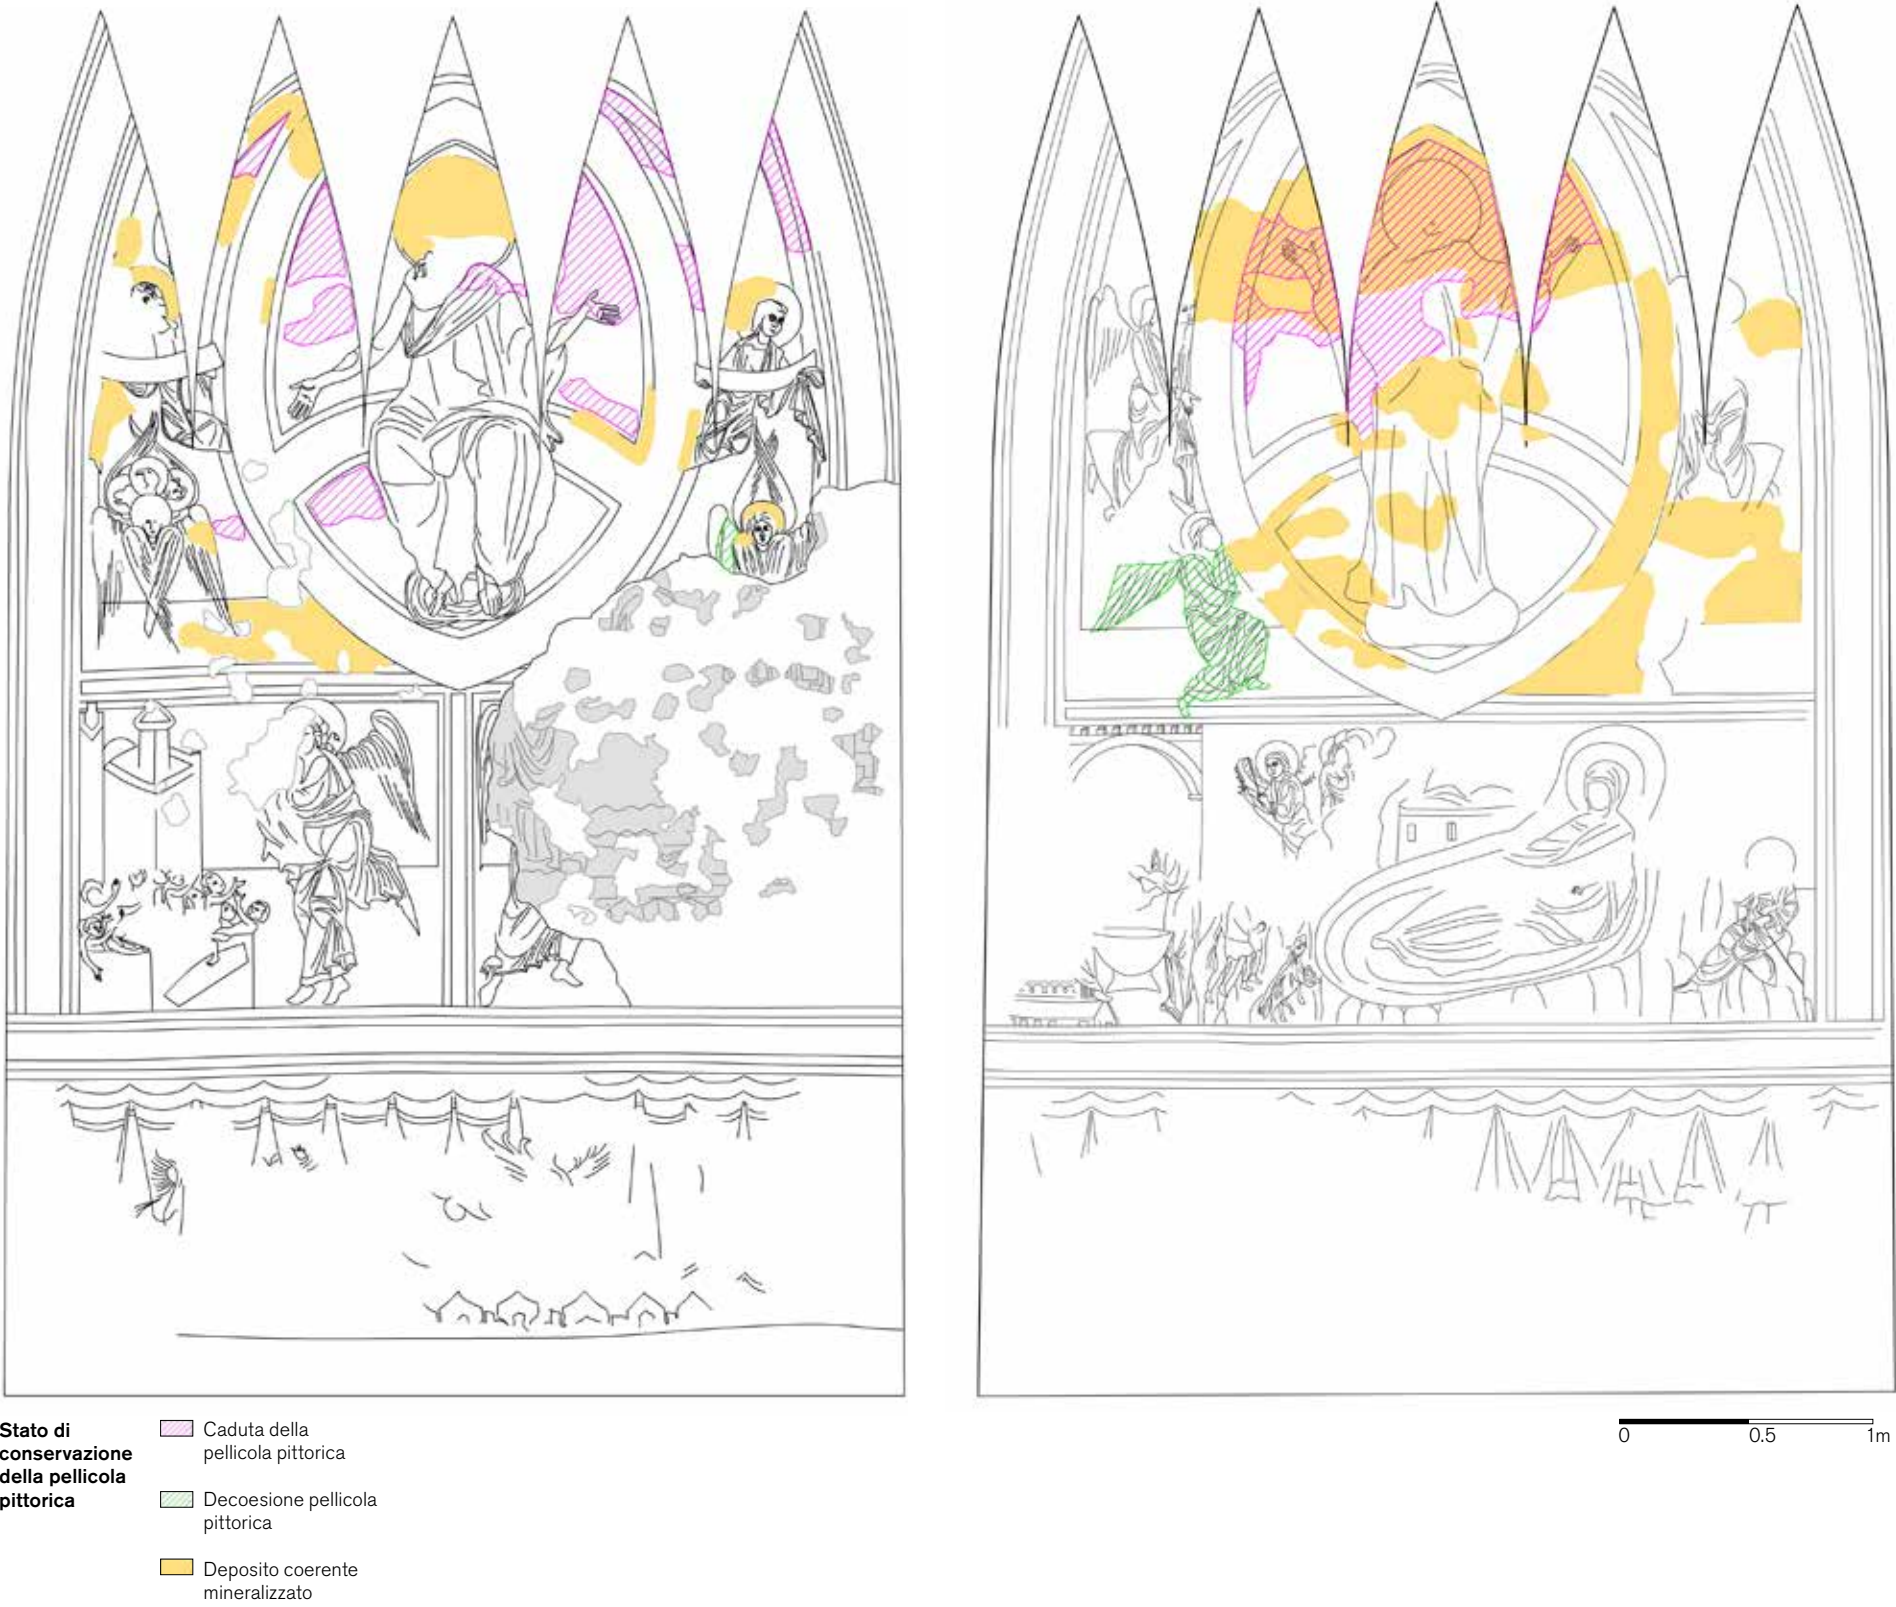 Stato di
conservazione
della pellicola
pittorica
Caduta della
pellicola pittorica
Decoesione pellicola
pittorica
Deposito coerente
mineralizzato
0 0.5 1m